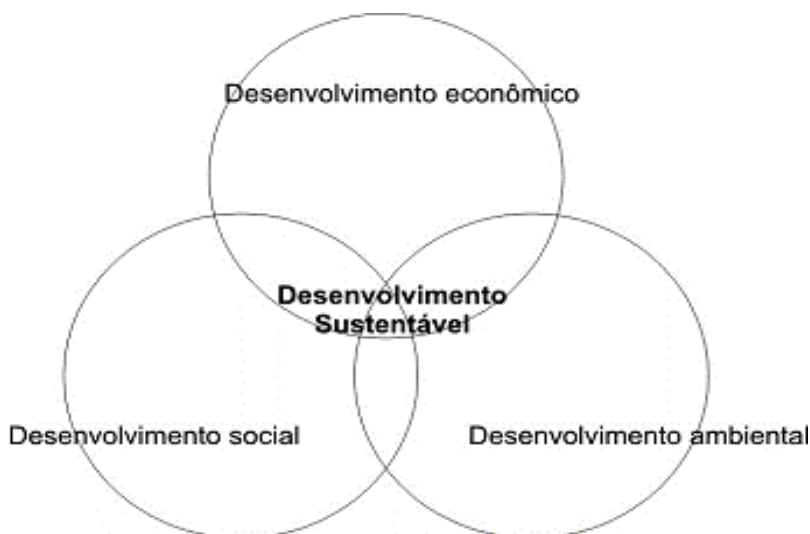 Desenvolvimento econômico
Desenvolvimento
Sustentável
Desenvolvimento social
Desenvolvimento ambiental